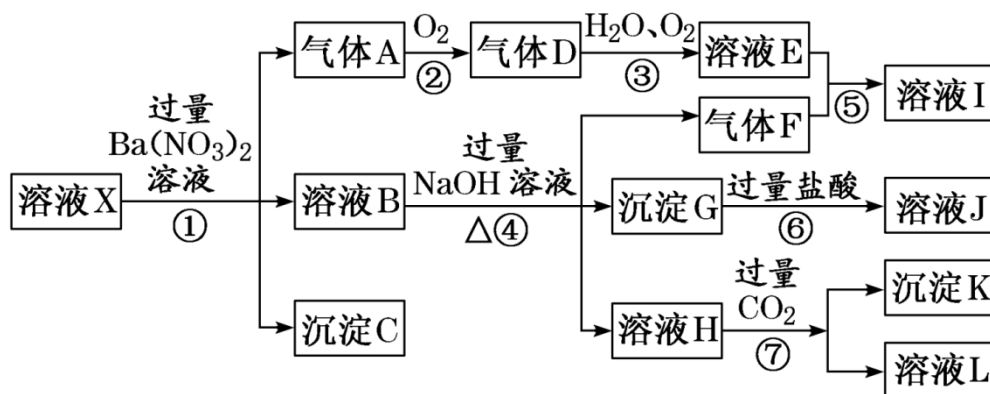 气体A
O₂
②
气体D
H₂O、O₂
③
溶液E
⑤
溶液I
气体F
溶液X
过量
Ba(NO₃)₂
溶液
①
溶液B
过量
NaOH 溶液
△④
沉淀G
过量盐酸
⑥
溶液J
沉淀C
溶液H
过量
CO₂
⑦
沉淀K
溶液L